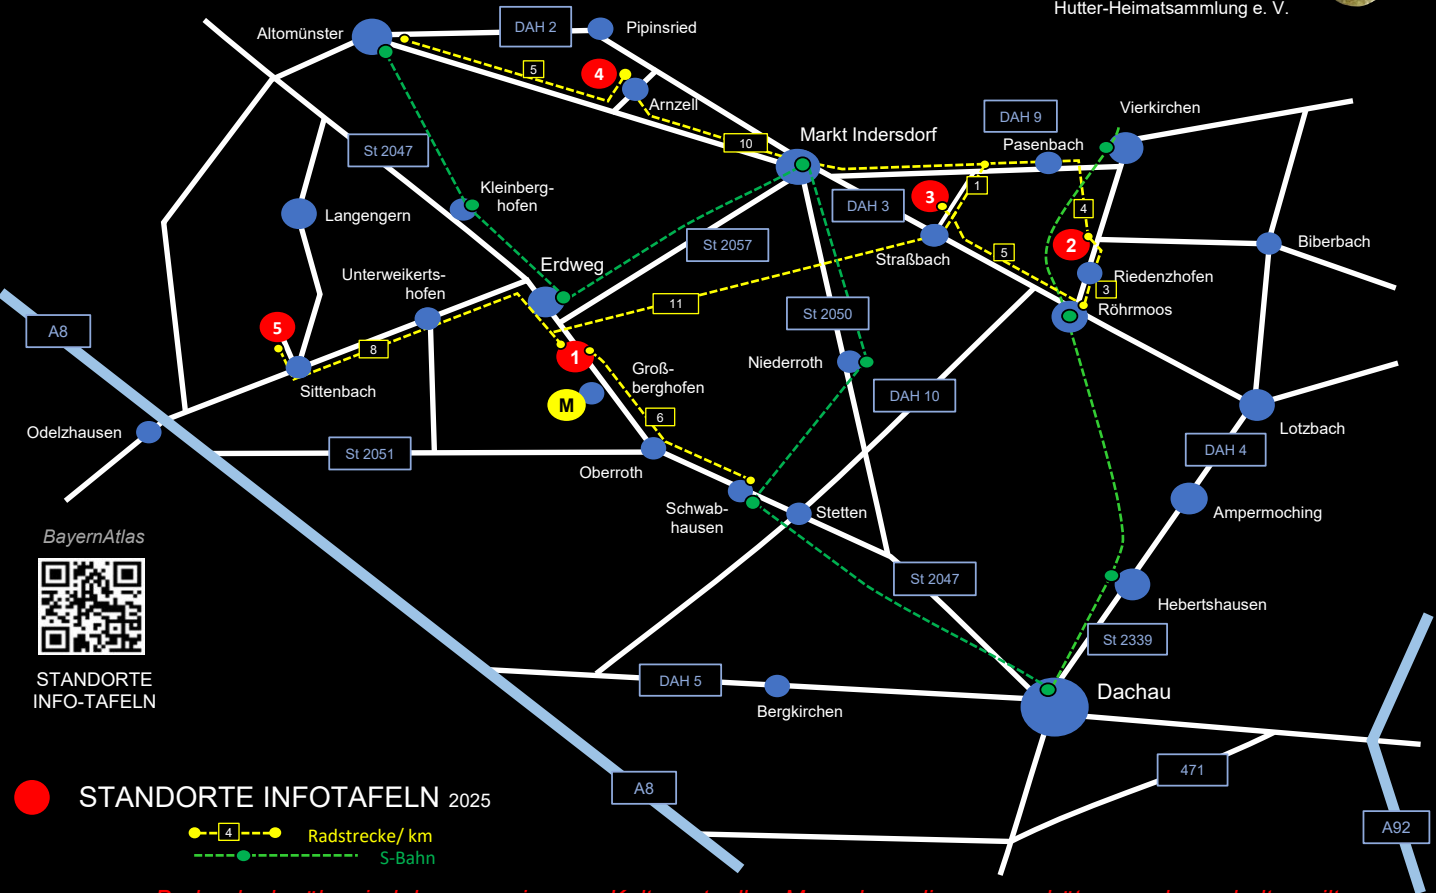 Hutter-Heimatsammlung e. V.
Altomünster
DAH 2
Pipinsried
5
4
Arnzell
DAH 9
Vierkirchen
St 2047
10
Markt Indersdorf
Pasenbach
Kleinberg-
hofen
3
1
DAH 3
4
Langengern
St 2057
Straßbach
5
2
Biberbach
Erdweg
Unterweikerts-
hofen
Riedenzhofen
3
11
St 2050
Röhrmoos
A8
5
8
1
Niederroth
Groß-
berghofen
Sittenbach
M
DAH 10
6
Odelzhausen
Lotzbach
St 2051
DAH 4
Oberroth
Schwab-
hausen
Stetten
Ampermoching
BayernAtlas
St 2047
Hebertshausen
St 2339
STANDORTE
INFO-TAFELN
DAH 5
Dachau
Bergkirchen
471
A8
STANDORTE INFOTAFELN 2025
A92
4
Radstrecke/ km
S-Bahn